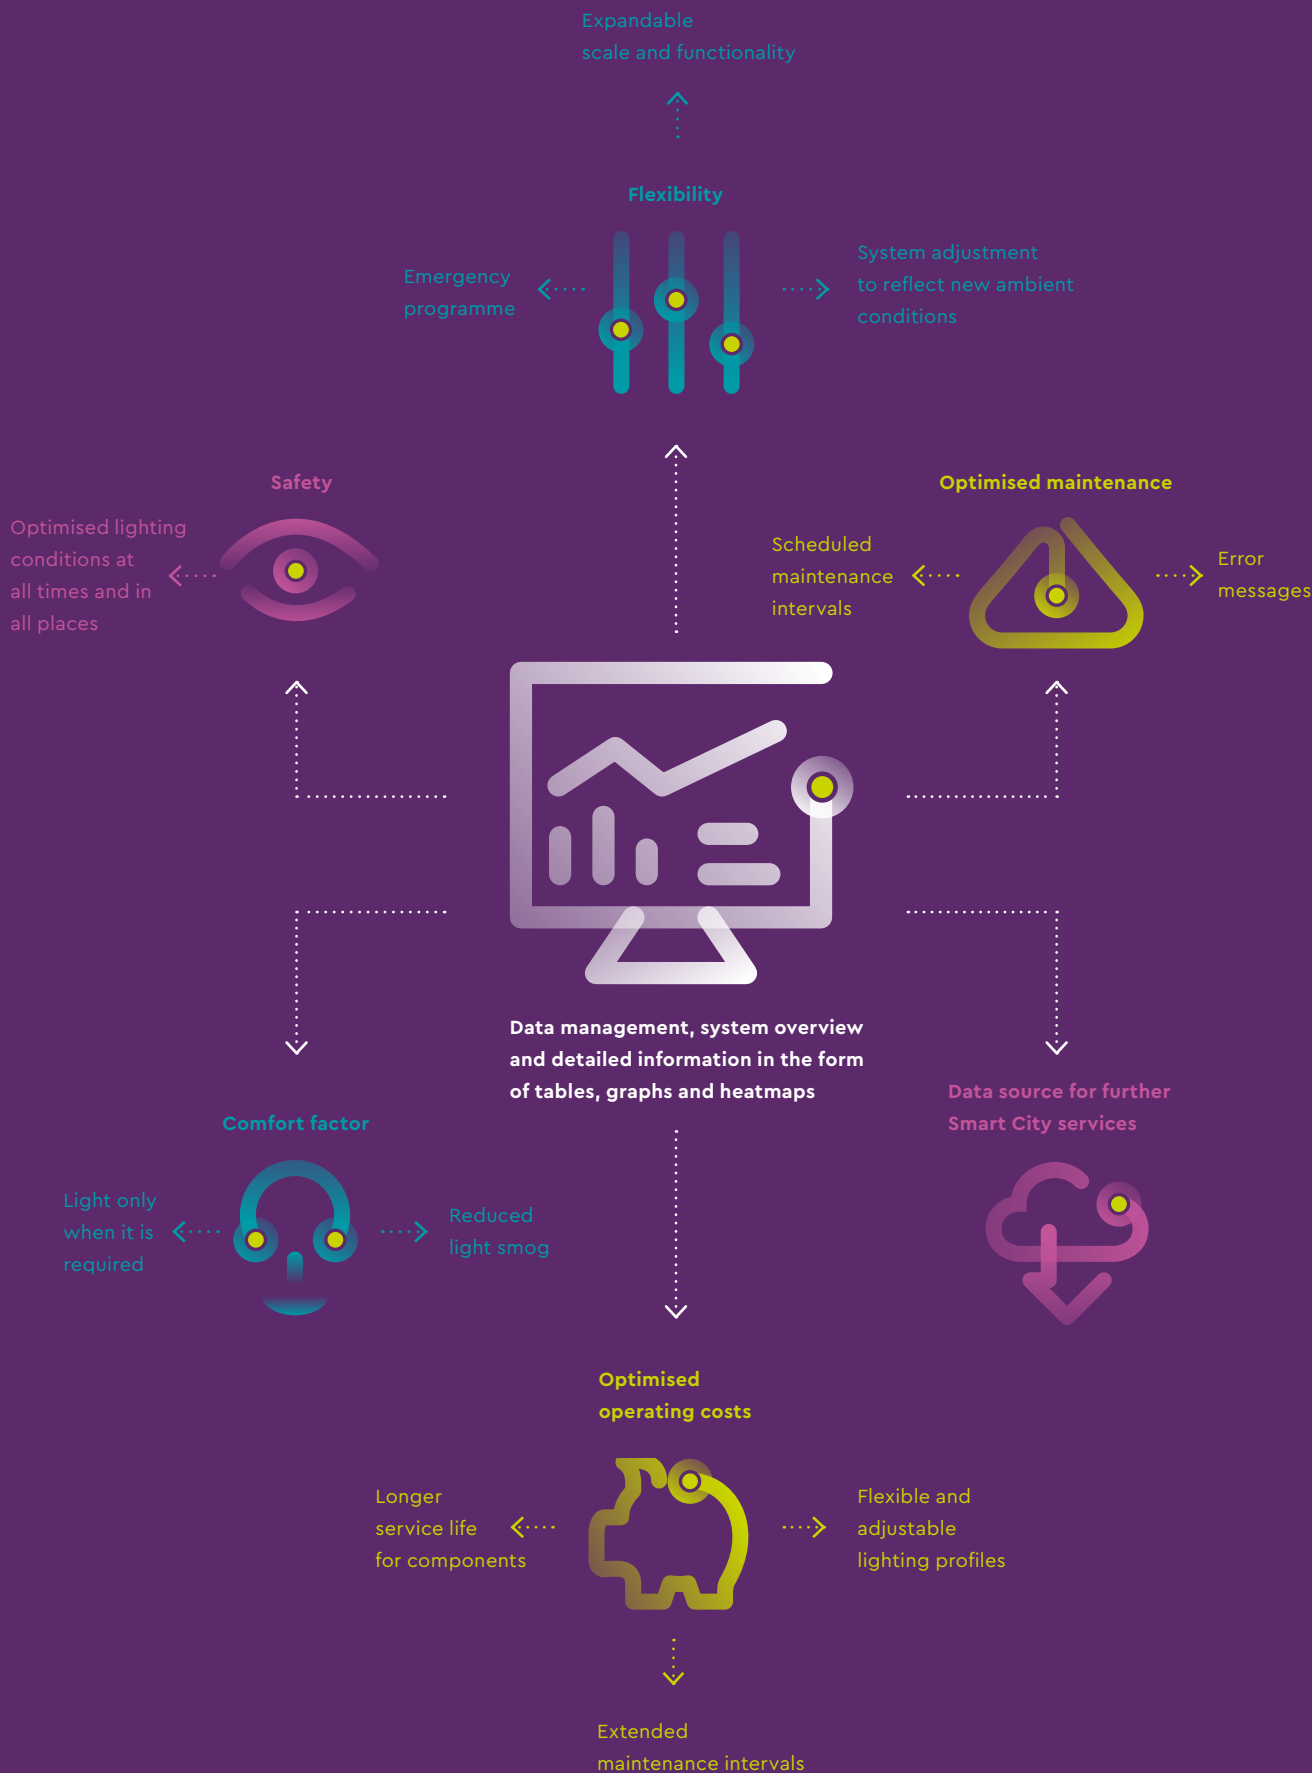 Expandable
scale and functionality
Flexibility
Emergency
programme
System adjustment
to reflect new ambient
conditions
Safety
Optimised lighting
conditions at
all times and in
all places
Optimised maintenance
Scheduled
maintenance
intervals
Error
messages
Data management, system overview
and detailed information in the form
of tables, graphs and heatmaps
Comfort factor
Light only
when it is
required
Reduced
light smog
Data source for further
Smart City services
Optimised
operating costs
Longer
service life
for components
Flexible and
adjustable
lighting profiles
Extended
maintenance intervals